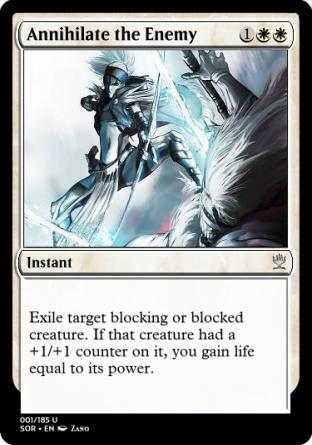 Annihilate the Enemy 1
Instant
Exile target blocking or blocked
creature. If that creature had a
+1/+1 counter on it, you gain life
equal to its power.
001/185 U
SOR • EN ZANO